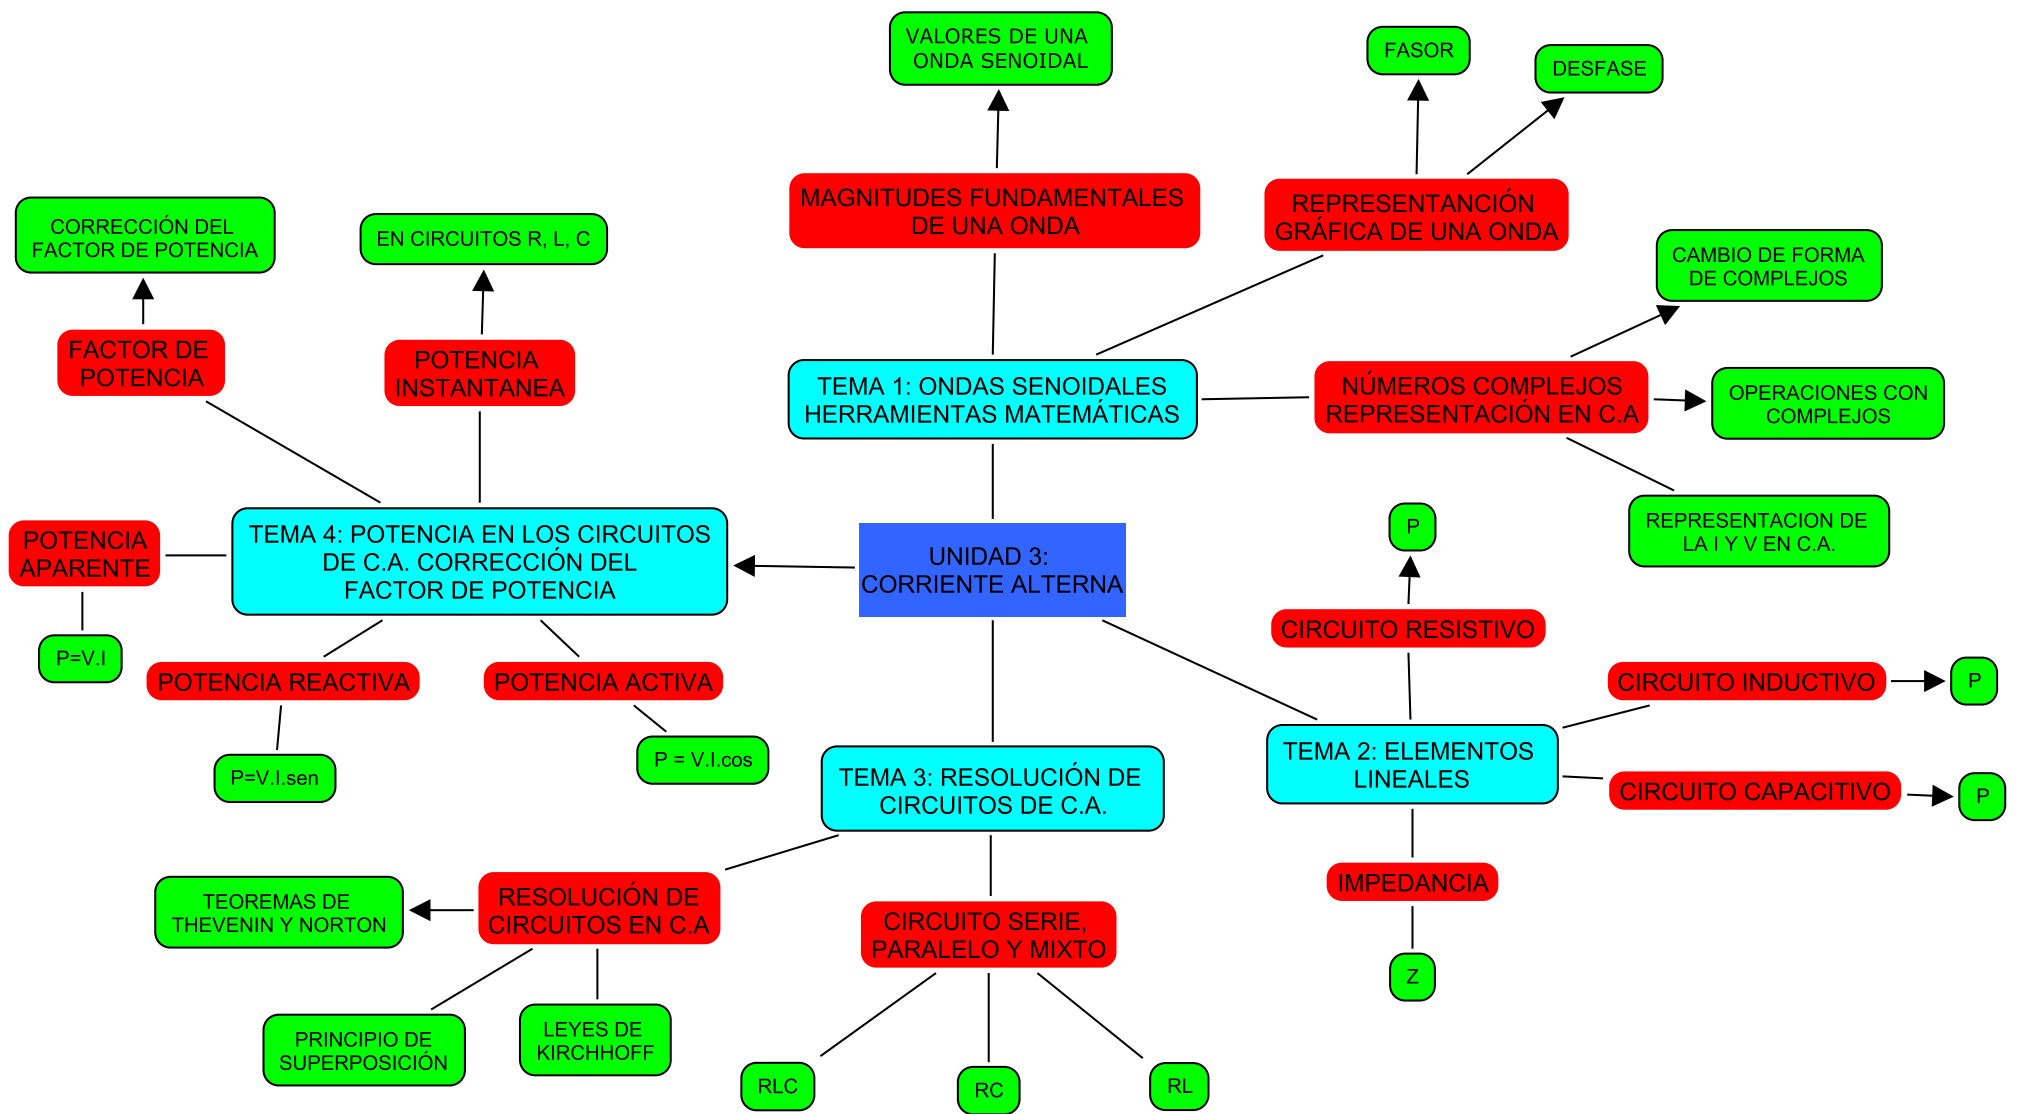 VALORES DE UNA
ONDA SENOIDAL
FASOR
DESFASE
MAGNITUDES FUNDAMENTALES
DE UNA ONDA
REPRESENTANCIÓN
GRÁFICA DE UNA ONDA
CORRECCIÓN DEL
FACTOR DE POTENCIA
EN CIRCUITOS R, L, C
CAMBIO DE FORMA
DE COMPLEJOS
FACTOR DE
POTENCIA
POTENCIA
INSTANTANEA
TEMA 1: ONDAS SENOIDALES
HERRAMIENTAS MATEMÁTICAS
NÚMEROS COMPLEJOS
REPRESENTACIÓN EN C.A
OPERACIONES CON
COMPLEJOS
REPRESENTACION DE
LA I Y V EN C.A.
POTENCIA
APARENTE
TEMA 4: POTENCIA EN LOS CIRCUITOS
DE C.A. CORRECCIÓN DEL
FACTOR DE POTENCIA
UNIDAD 3:
CORRIENTE ALTERNA
P
CIRCUITO RESISTIVO
P=V.I
POTENCIA REACTIVA
POTENCIA ACTIVA
CIRCUITO INDUCTIVO
P
P=V.I.sen
P = V.I.cos
TEMA 3: RESOLUCIÓN DE
CIRCUITOS DE C.A.
TEMA 2: ELEMENTOS
LINEALES
CIRCUITO CAPACITIVO
P
IMPEDANCIA
TEOREMAS DE
THEVENIN Y NORTON
RESOLUCIÓN DE
CIRCUITOS EN C.A
CIRCUITO SERIE,
PARALELO Y MIXTO
Z
PRINCIPIO DE
SUPERPOSICIÓN
LEYES DE
KIRCHHOFF
RLC
RC
RL